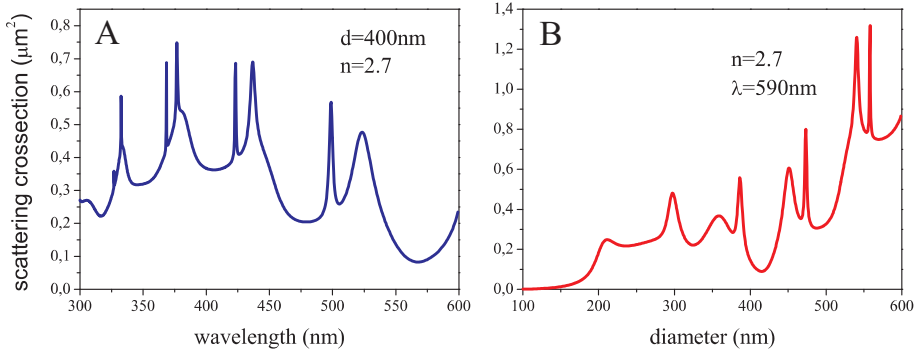 A
d=400nm
n=2.7
scattering crossection (μm²)
0,8
0,7
0,6
0,5
0,4
0,3
0,2
0,1
0,0
300 350 400 450 500 550 600
wavelength (nm)
B
n=2.7
λ=590nm
1,4
1,2
1,0
0,8
0,6
0,4
0,2
0,0
100 200 300 400 500 600
diameter (nm)